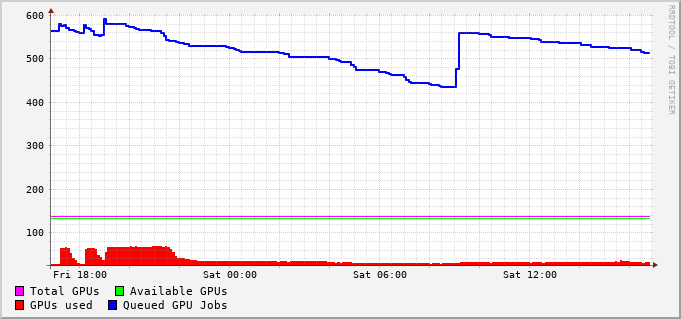 600
500
400
300
200
100
Fri 18:00 Sat 00:00 Sat 06:00 Sat 12:00
Total GPUs Available GPUs
GPUs used Queued GPU Jobs
RRDTOOL / TOBI OETIKER